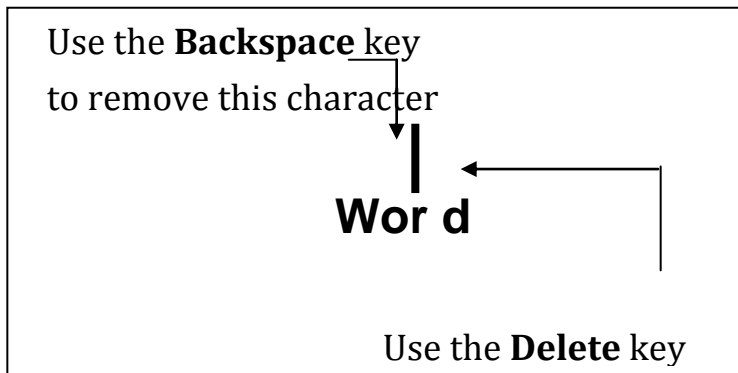 Use the Backspace key
to remove this character
Wor d
Use the Delete key